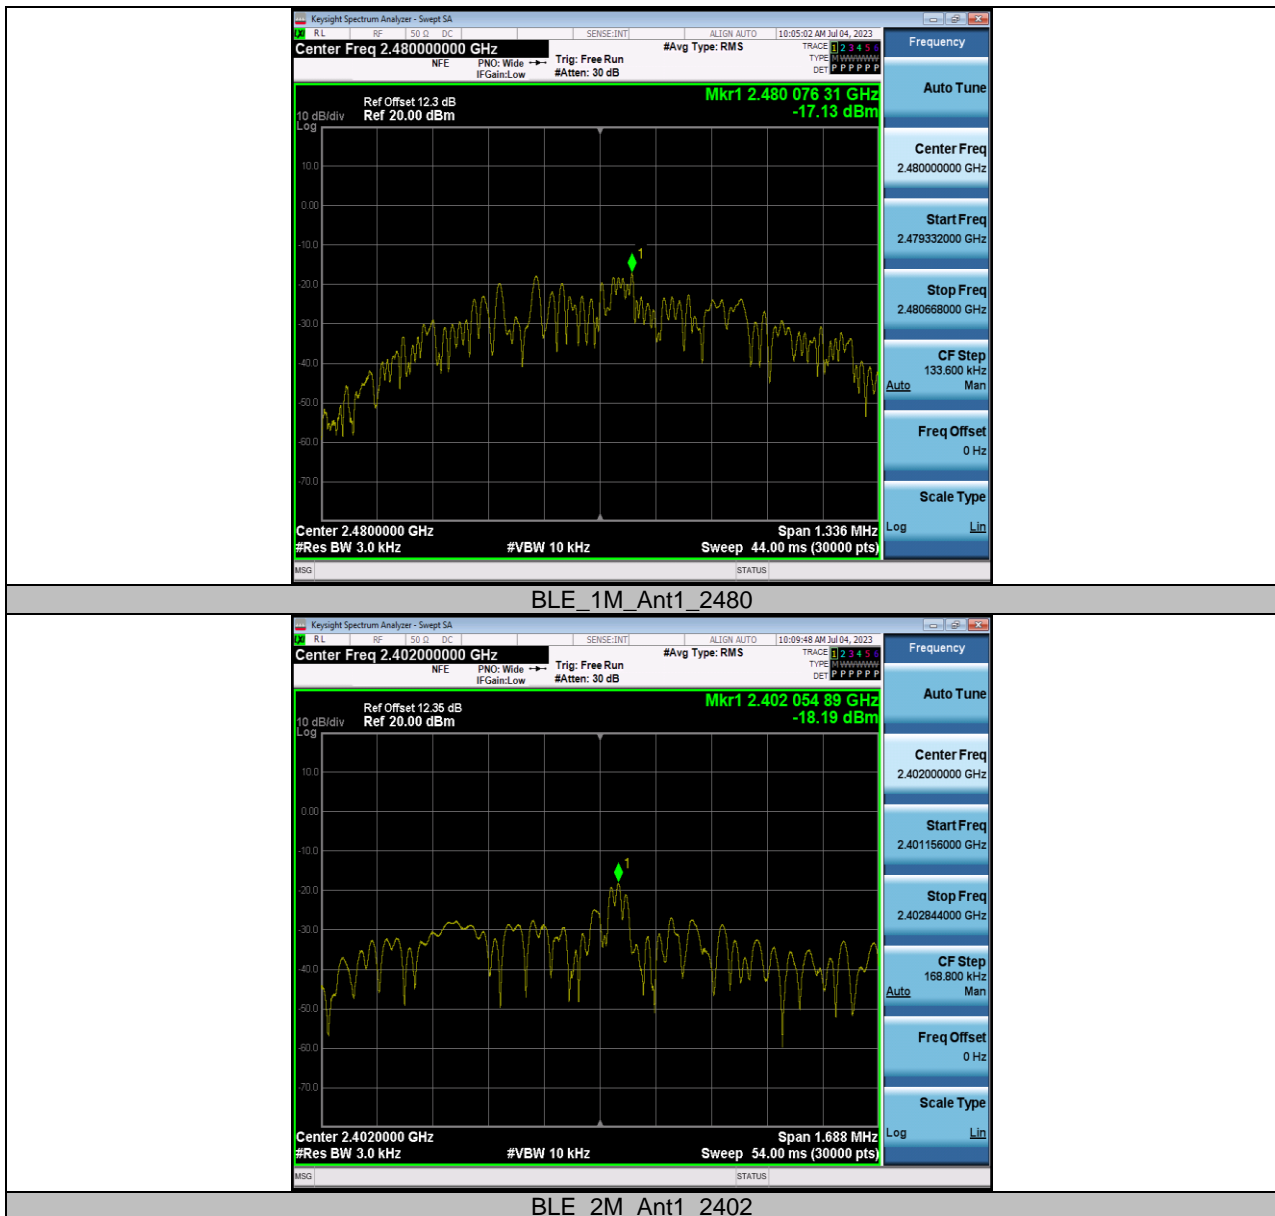 Keysight Spectrum Analyzer - Swept SA
LXI RL RF 50 Ω DC SENSE:INT ALIGN AUTO 10:05:02 AM Jul 04, 2023
Center Freq 2.480000000 GHz #Avg Type: RMS TRACE 1 2 3 4 5 6
NFE PNO: Wide Trig: Free Run TYPE M WWWWW
IFGain:Low #Atten: 30 dB DET P P P P P P
Frequency
Mkr1 2.480 076 31 GHz
-17.13 dBm
Ref Offset 12.3 dB
10 dB/div Ref 20.00 dBm
Log
10.0
0.00
-10.0
-20.0
-30.0
-40.0
-50.0
-60.0
-70.0
1
Center 2.4800000 GHz Span 1.336 MHz
#Res BW 3.0 kHz #VBW 10 kHz Sweep 44.00 ms (30000 pts)
MSG STATUS
Auto Tune
Center Freq
2.480000000 GHz
Start Freq
2.479332000 GHz
Stop Freq
2.480668000 GHz
CF Step
133.600 kHz
Auto Man
Freq Offset
0 Hz
Scale Type
Log Lin
BLE_1M_Ant1_2480
Keysight Spectrum Analyzer - Swept SA
LXI RL RF 50 Ω DC SENSE:INT ALIGN AUTO 10:09:48 AM Jul 04, 2023
Center Freq 2.402000000 GHz #Avg Type: RMS TRACE 1 2 3 4 5 6
NFE PNO: Wide Trig: Free Run TYPE M WWWWW
IFGain:Low #Atten: 30 dB DET P P P P P P
Frequency
Mkr1 2.402 054 89 GHz
-18.19 dBm
Ref Offset 12.35 dB
10 dB/div Ref 20.00 dBm
Log
10.0
0.00
-10.0
-20.0
-30.0
-40.0
-50.0
-60.0
-70.0
1
Center 2.4020000 GHz Span 1.688 MHz
#Res BW 3.0 kHz #VBW 10 kHz Sweep 54.00 ms (30000 pts)
MSG STATUS
Auto Tune
Center Freq
2.402000000 GHz
Start Freq
2.401156000 GHz
Stop Freq
2.402844000 GHz
CF Step
168.800 kHz
Auto Man
Freq Offset
0 Hz
Scale Type
Log Lin
BLE_2M_Ant1_2402